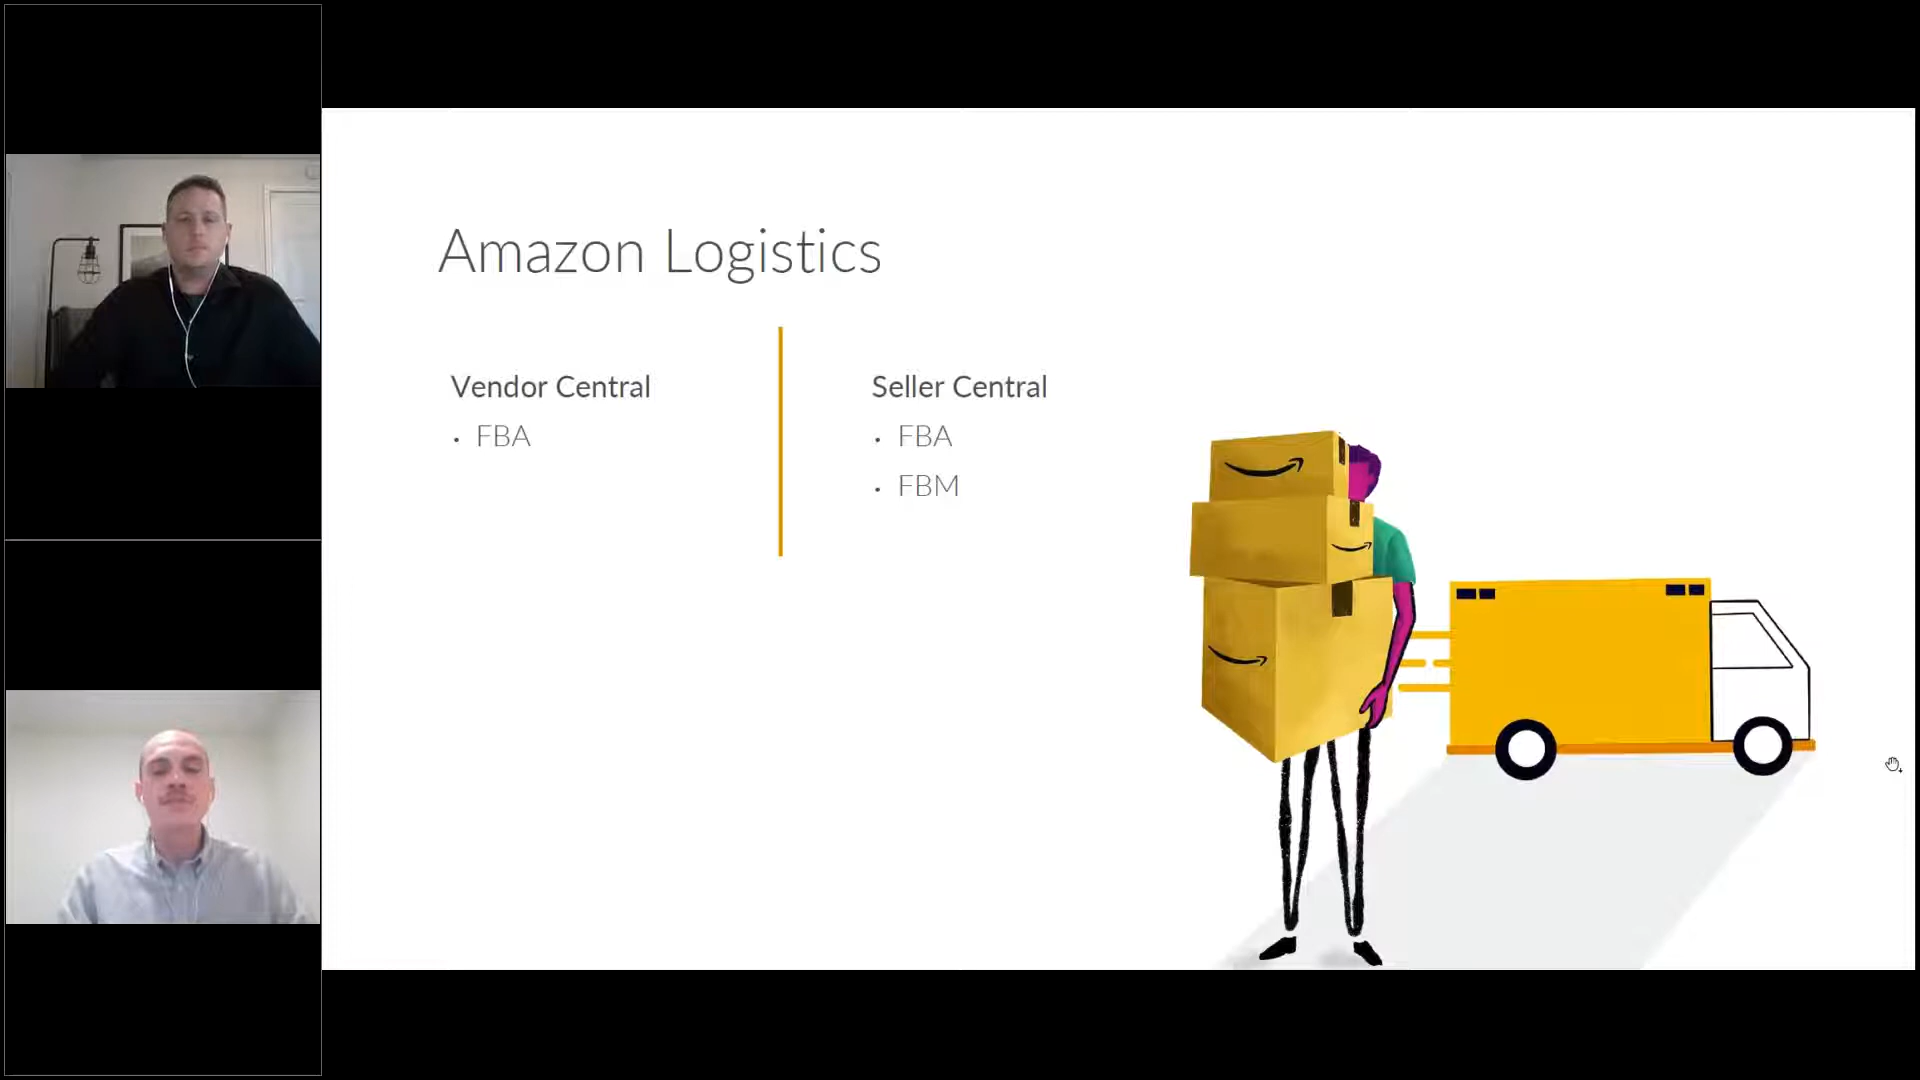 Amazon Logistics
Vendor Central
• FBA
Seller Central
• FBA
• FBM